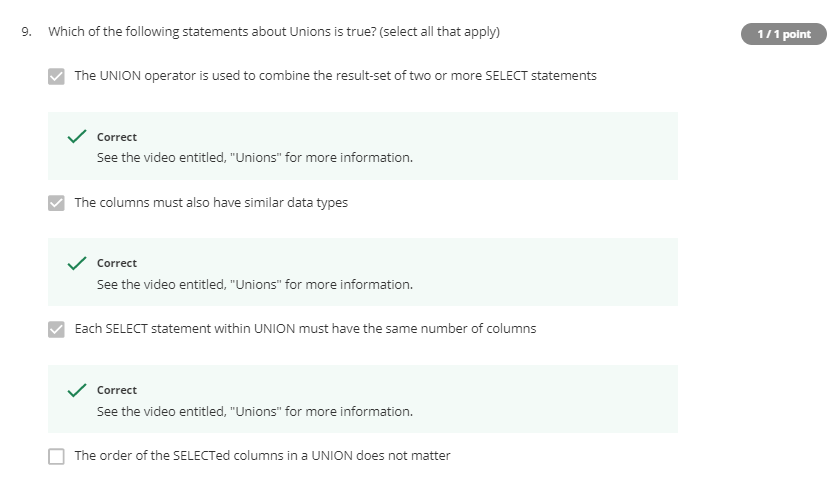 9. Which of the following statements about Unions is true? (select all that apply)
1 / 1 point
The UNION operator is used to combine the result-set of two or more SELECT statements
Correct
See the video entitled, "Unions" for more information.
The columns must also have similar data types
Correct
See the video entitled, "Unions" for more information.
Each SELECT statement within UNION must have the same number of columns
Correct
See the video entitled, "Unions" for more information.
The order of the SELECTed columns in a UNION does not matter